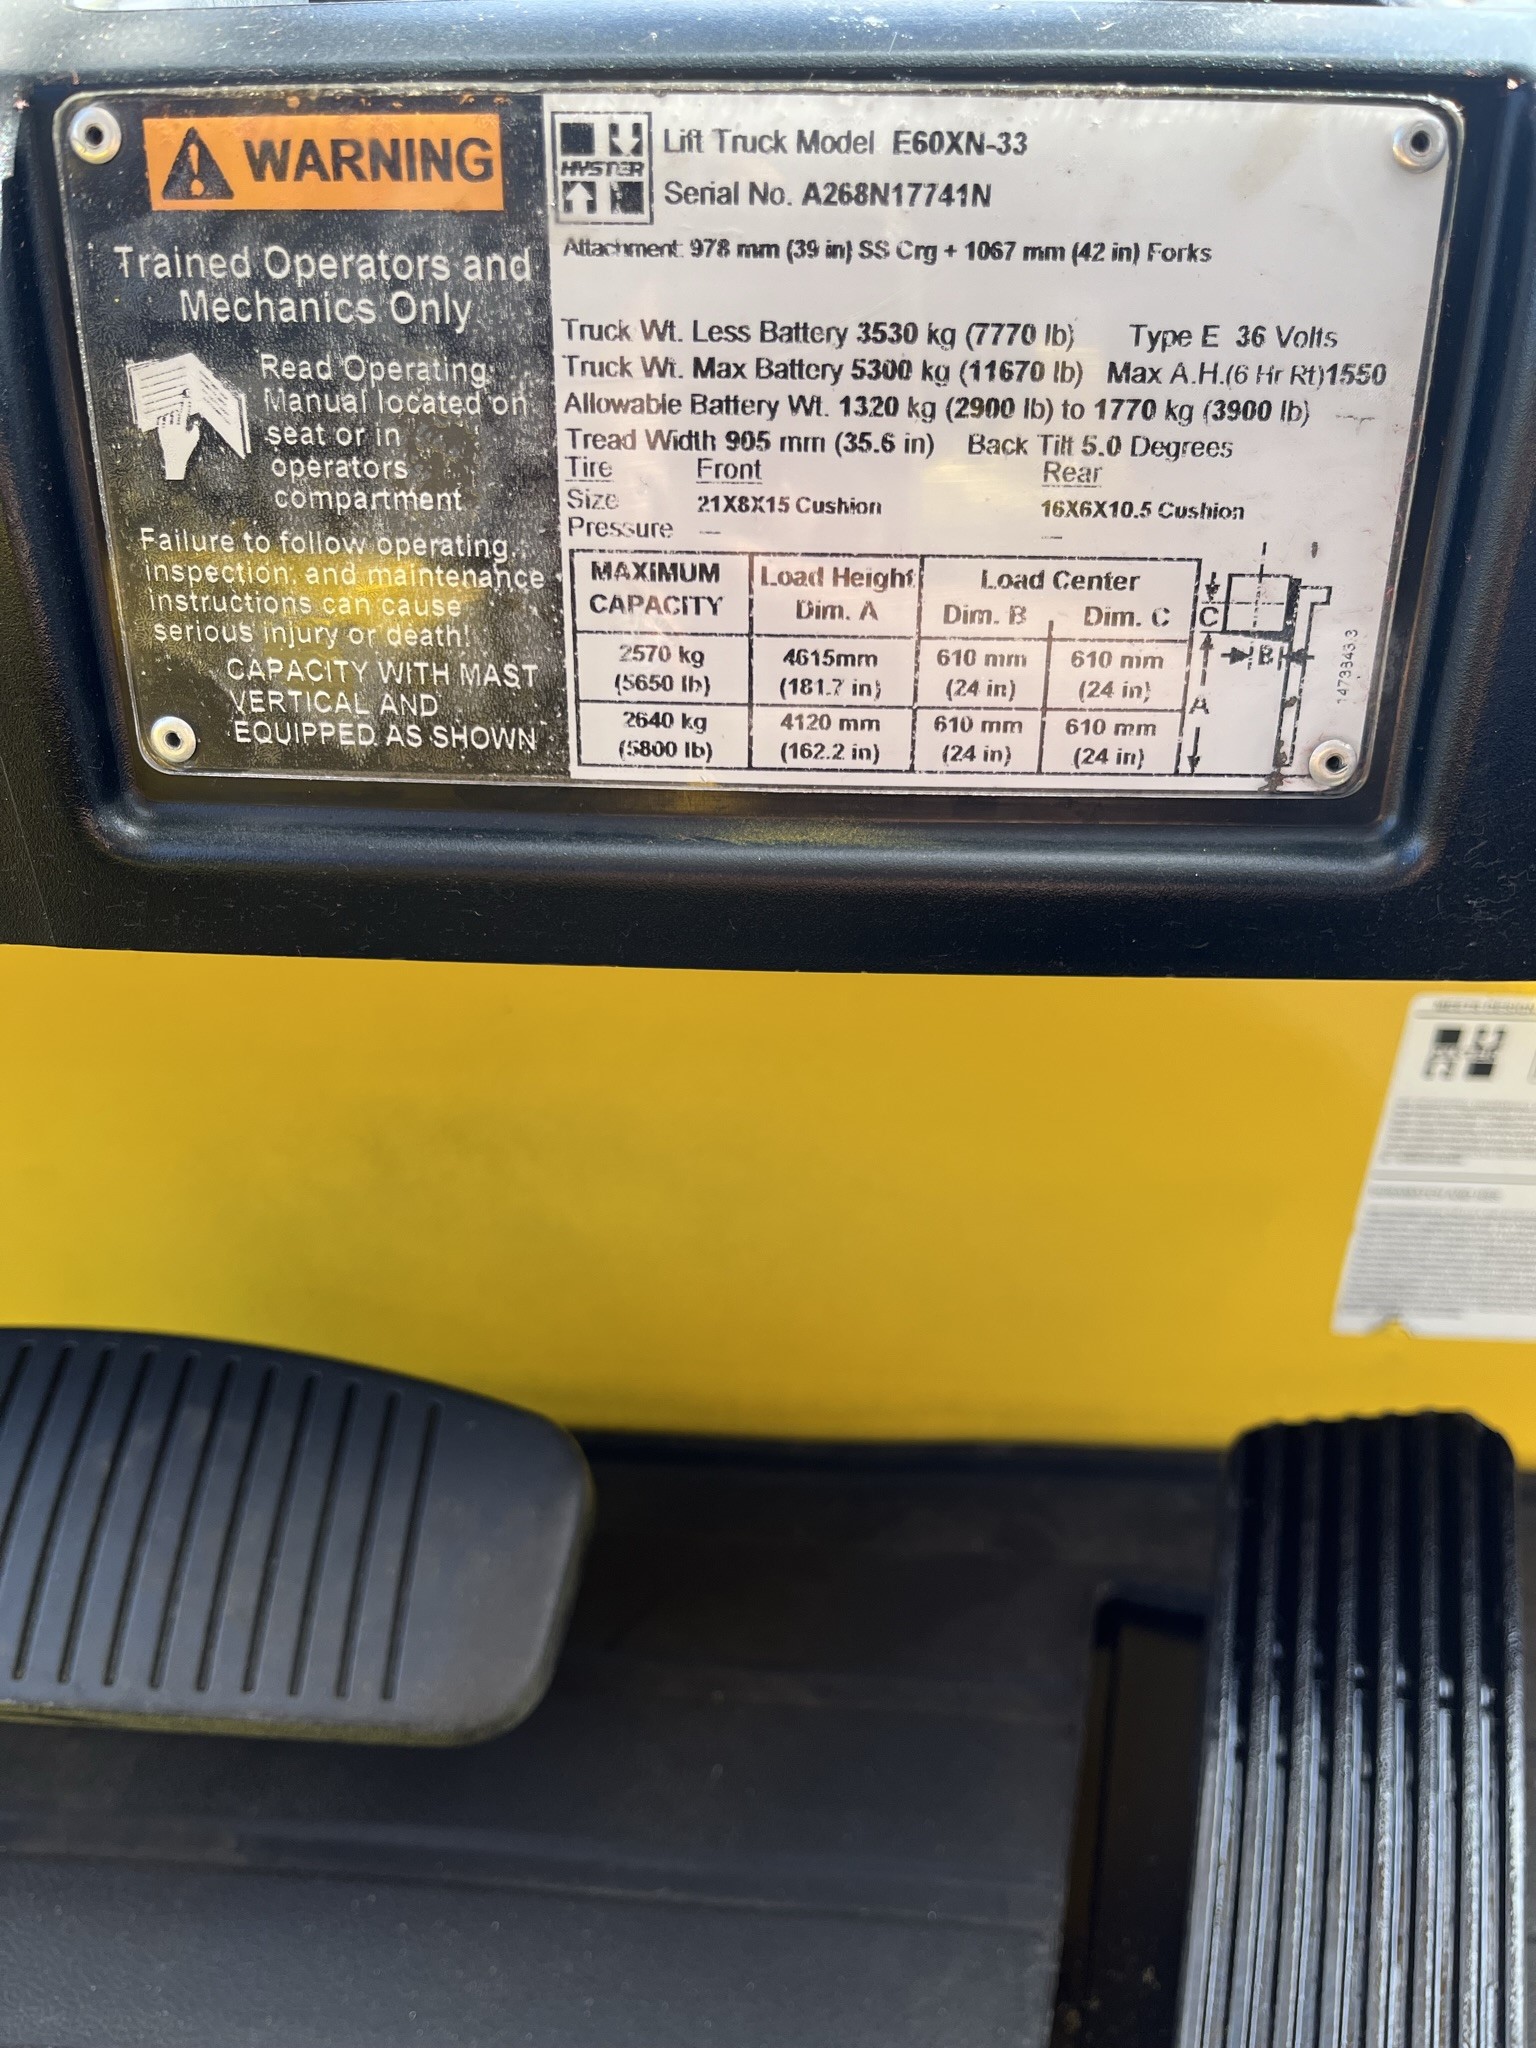 WARNING
Trained Operators and
Mechanics Only
Read Operating
Manual located on
seat or in
operators
compartment
Failure to follow operating,
inspection, and maintenance
instructions can cause
serious injury or death!
CAPACITY WITH MAST
VERTICAL AND
EQUIPPED AS SHOWN
HYSTER
Lift Truck Model E60XN-33
Serial No. A268N17741N
Attachment 978 mm (39 in) SS Crg + 1067 mm (42 in) Forks
Truck Wt. Less Battery 3530 kg (7770 lb) Type E 36 Volts
Truck Wt. Max Battery 5300 kg (11670 lb) Max A.H.(6 Hr Rt)1550
Allowable Battery Wt. 1320 kg (2900 lb) to 1770 kg (3900 lb)
Tread Width 905 mm (35.6 in) Back Tilt 5.0 Degrees
Tire Front Rear
Size 21X8X15 Cushion 16X6X10.5 Cushion
Pressure — —
MAXIMUM CAPACITY Load Height Dim. A Load Center Dim. B Dim. C
2570 kg 4615mm 610 mm 610 mm
(5650 lb) (181.7 in) (24 in) (24 in)
2640 kg 4120 mm 610 mm 610 mm
(5800 lb) (162.2 in) (24 in) (24 in)
C
B
A